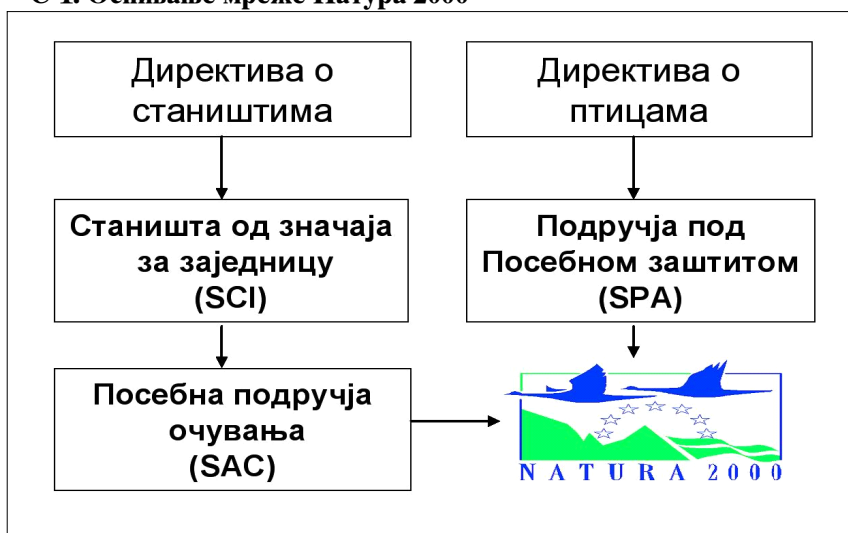 Директива о
стаништима
Директива о
птицама
Станишта од значаја
за заједницу
(SCI)
Подручја под
Посебном заштитом
(SPA)
Посебна подручја
очувања
(SAC)
NATURA 2000